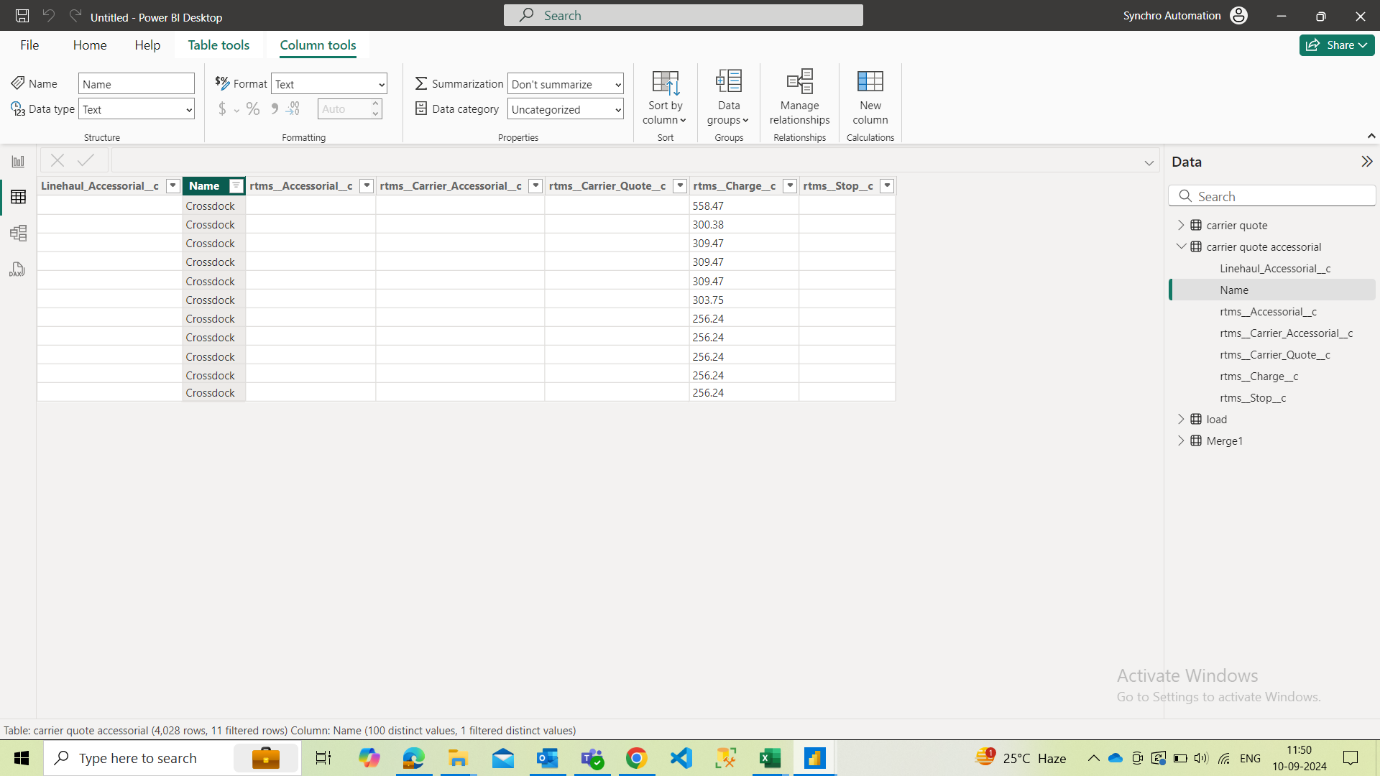 Untitled - Power BI Desktop
Search
Synchro Automation
File
Home
Help
Table tools
Column tools
Share
Name
Name
Format
Text
Summarization
Don't summarize
Data type
Text
$
%
Auto
Data category
Uncategorized
Sort by
column
Data
groups
Manage
relationships
New
column
Structure
Formatting
Properties
Sort
Groups
Relationships
Calculations
Linehaul_Accessorial__c
Name
rtms__Accessorial__c
rtms__Carrier_Accessorial__c
rtms__Carrier_Quote__c
rtms__Charge__c
rtms__Stop__c
Crossdock 558.47
Crossdock 300.38
Crossdock 309.47
Crossdock 309.47
Crossdock 309.47
Crossdock 303.75
Crossdock 256.24
Crossdock 256.24
Crossdock 256.24
Crossdock 256.24
Crossdock 256.24
Data
Search
carrier quote
carrier quote accessorial
Linehaul_Accessorial__c
Name
rtms__Accessorial__c
rtms__Carrier_Accessorial__c
rtms__Carrier_Quote__c
rtms__Charge__c
rtms__Stop__c
load
Merge1
Activate Windows
Go to Settings to activate Windows.
Table: carrier quote accessorial (4,028 rows, 11 filtered rows) Column: Name (100 distinct values, 1 filtered distinct values)
Type here to search
1
25°C Haze
ENG
11:50
10-09-2024